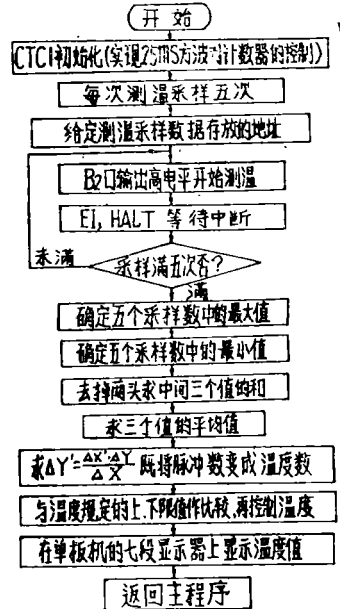 开始
CTC1初始化(实现25MS方波对计数器的控制)
每次测温采样五次
给定测温采样数据存放的地址
B2口输出高电平开始测温
EI, HALT 等待中断
未满
采样满五次否?
满
确定五个采样数中的最大值
确定五个采样数中的最小值
去掉两头求中间三个值的和
求三个值的平均值
求ΔY'=ΔX'·ΔY/ΔX 既将脉冲数变成温度数
与温度规定的上、下限值作比较、再控制温度
在单板机的七段显示器上显示温度值
返回主程序